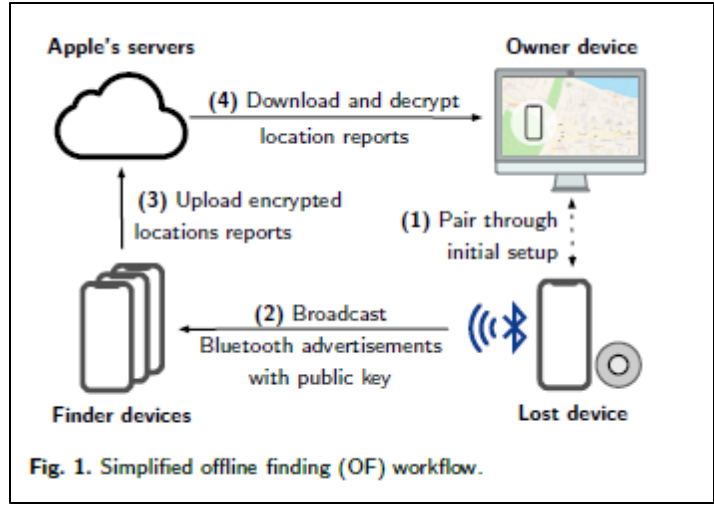 Apple's servers
Owner device
(4) Download and decrypt
location reports
(3) Upload encrypted
locations reports
(1) Pair through
initial setup
(2) Broadcast
Bluetooth advertisements
with public key
Finder devices
Lost device
Fig. 1. Simplified offline finding (OF) workflow.